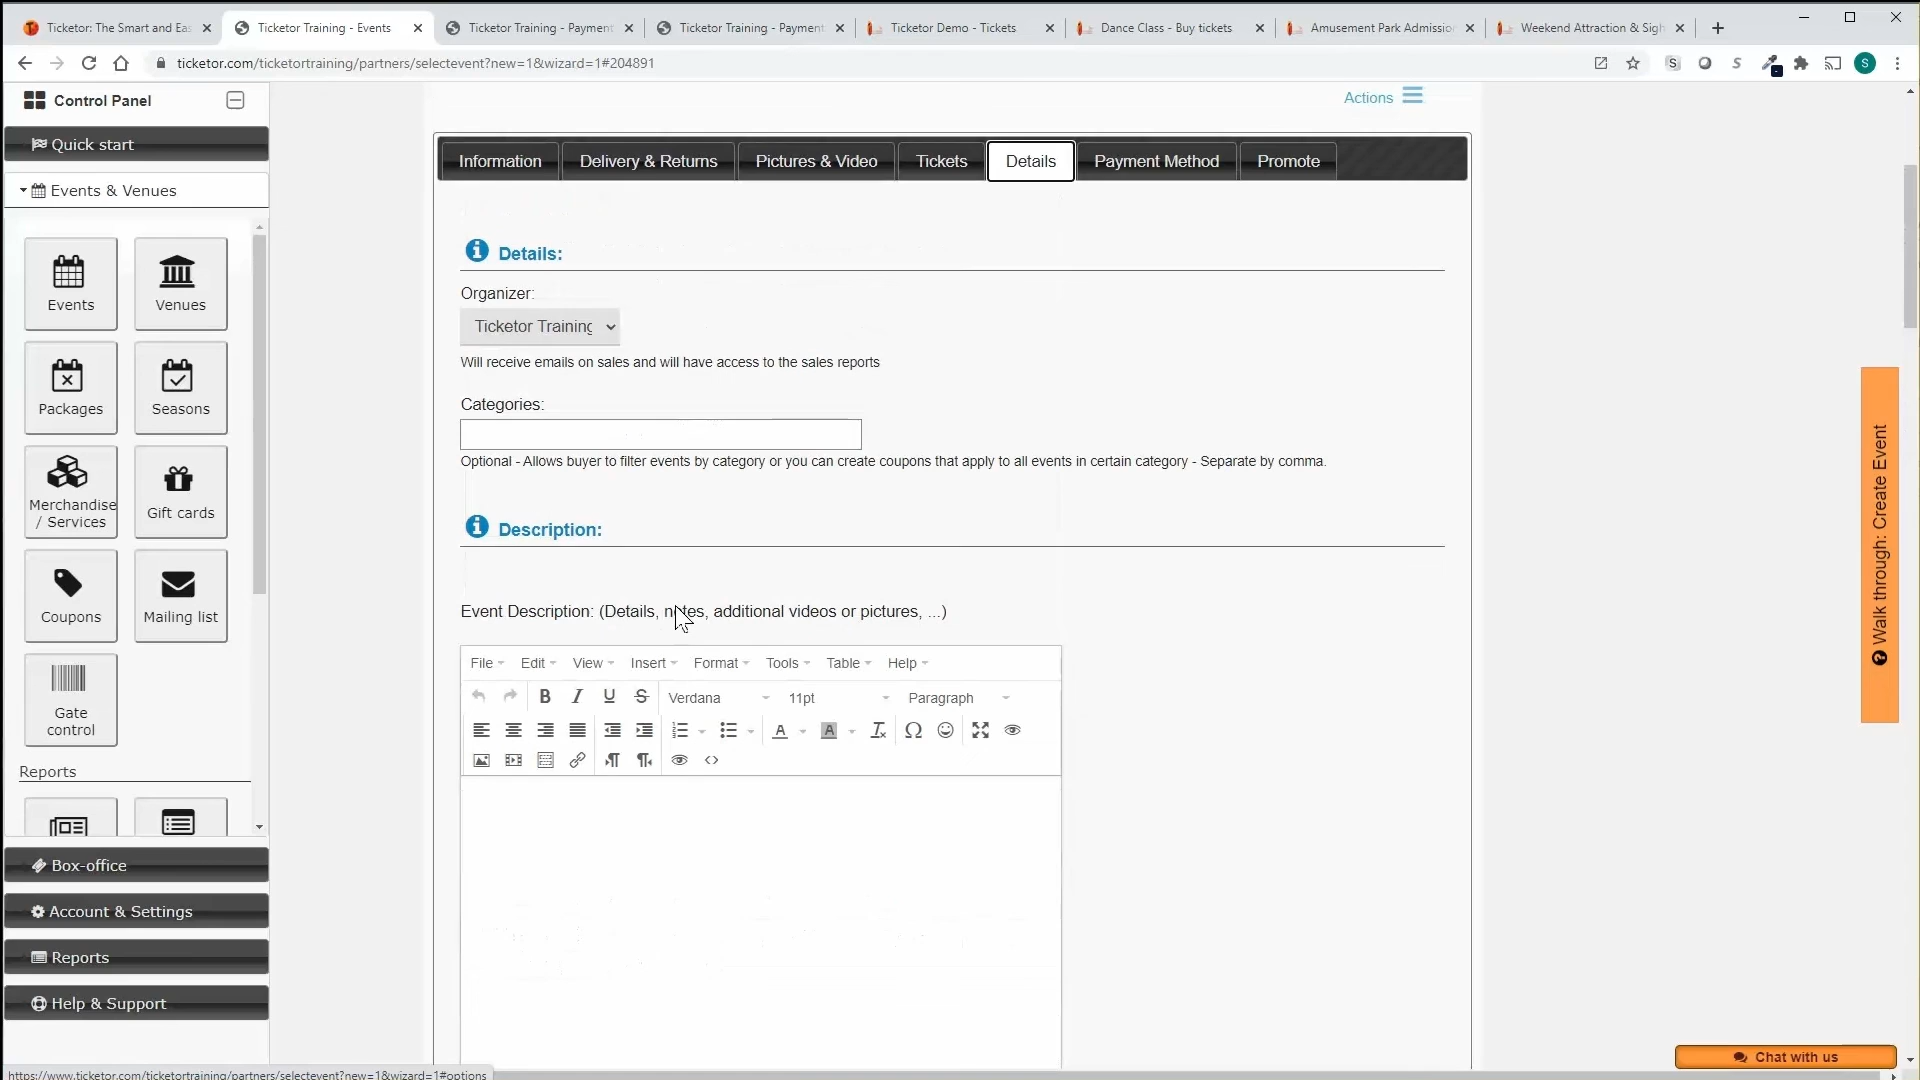 Ticketor: The Smart and Eas
Ticketor Training - Events
Ticketor Training - Payment
Ticketor Training - Payment
Ticketor Demo - Tickets
Dance Class - Buy tickets
Amusement Park Admissio
Weekend Attraction & Sigh
ticketor.com/ticketortraining/partners/selectevent?new=1&wizard=1#204891
S
S
S
Control Panel
Actions
Quick start
Information
Delivery & Returns
Pictures & Video
Tickets
Details
Payment Method
Promote
Events & Venues
Events
Venues
Packages
Seasons
Merchandise / Services
Gift cards
Coupons
Mailing list
Gate control
Reports
Box-office
Account & Settings
Reports
Help & Support
Details:
Organizer:
Ticketor Training
Will receive emails on sales and will have access to the sales reports
Categories:
Optional - Allows buyer to filter events by category or you can create coupons that apply to all events in certain category - Separate by comma.
Description:
Event Description: (Details, notes, additional videos or pictures, ...)
File Edit View Insert Format Tools Table Help
B I U S Verdana 11pt Paragraph
A A
Walk through: Create Event
Chat with us
https://www.ticketor.com/ticketortraining/partners/selectevent?new=1&wizard=1#options